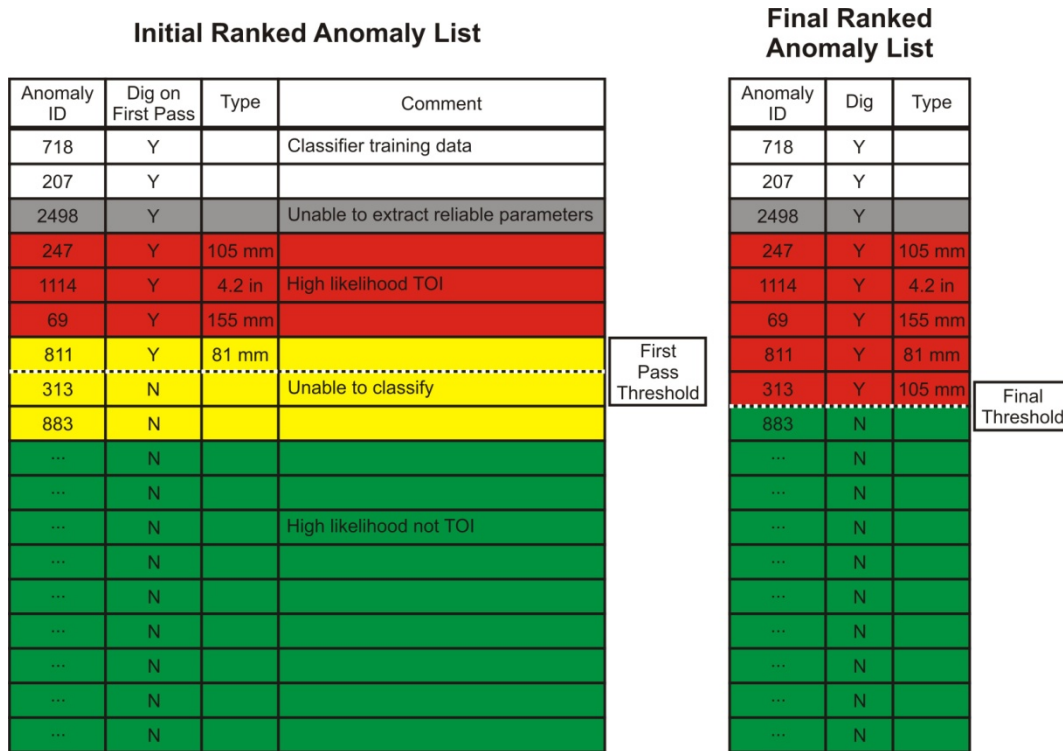 Initial Ranked Anomaly List
Anomaly ID Dig on First Pass Type Comment
718 Y Classifier training data
207 Y
2498 Y Unable to extract reliable parameters
247 Y 105 mm
1114 Y 4.2 in High likelihood TOI
69 Y 155 mm
811 Y 81 mm
313 N Unable to classify
883 N
... N
... N
... N High likelihood not TOI
... N
... N
... N
... N
... N
... N
First
Pass
Threshold
Final Ranked
Anomaly List
Anomaly ID Dig Type
718 Y
207 Y
2498 Y
247 Y 105 mm
1114 Y 4.2 in
69 Y 155 mm
811 Y 81 mm
313 Y 105 mm
883 N
... N
... N
... N
... N
... N
... N
... N
... N
... N
Final
Threshold